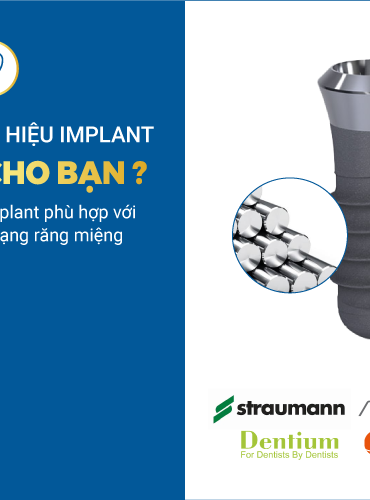 HIỆU IMPLANT
CHO BẠN ?
plant phù hợp với
ạng răng miệng
straumann
Dentium
For Dentists By Dentists